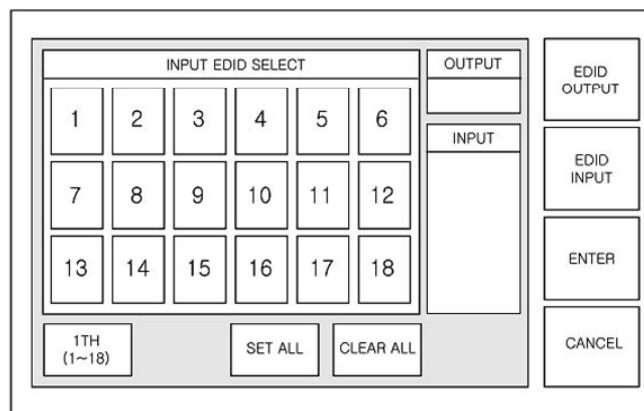 INPUT EDID SELECT
1 2 3 4 5 6
7 8 9 10 11 12
13 14 15 16 17 18
1TH
(1~18)
SET ALL
CLEAR ALL
OUTPUT
INPUT
EDID
OUTPUT
EDID
INPUT
ENTER
CANCEL